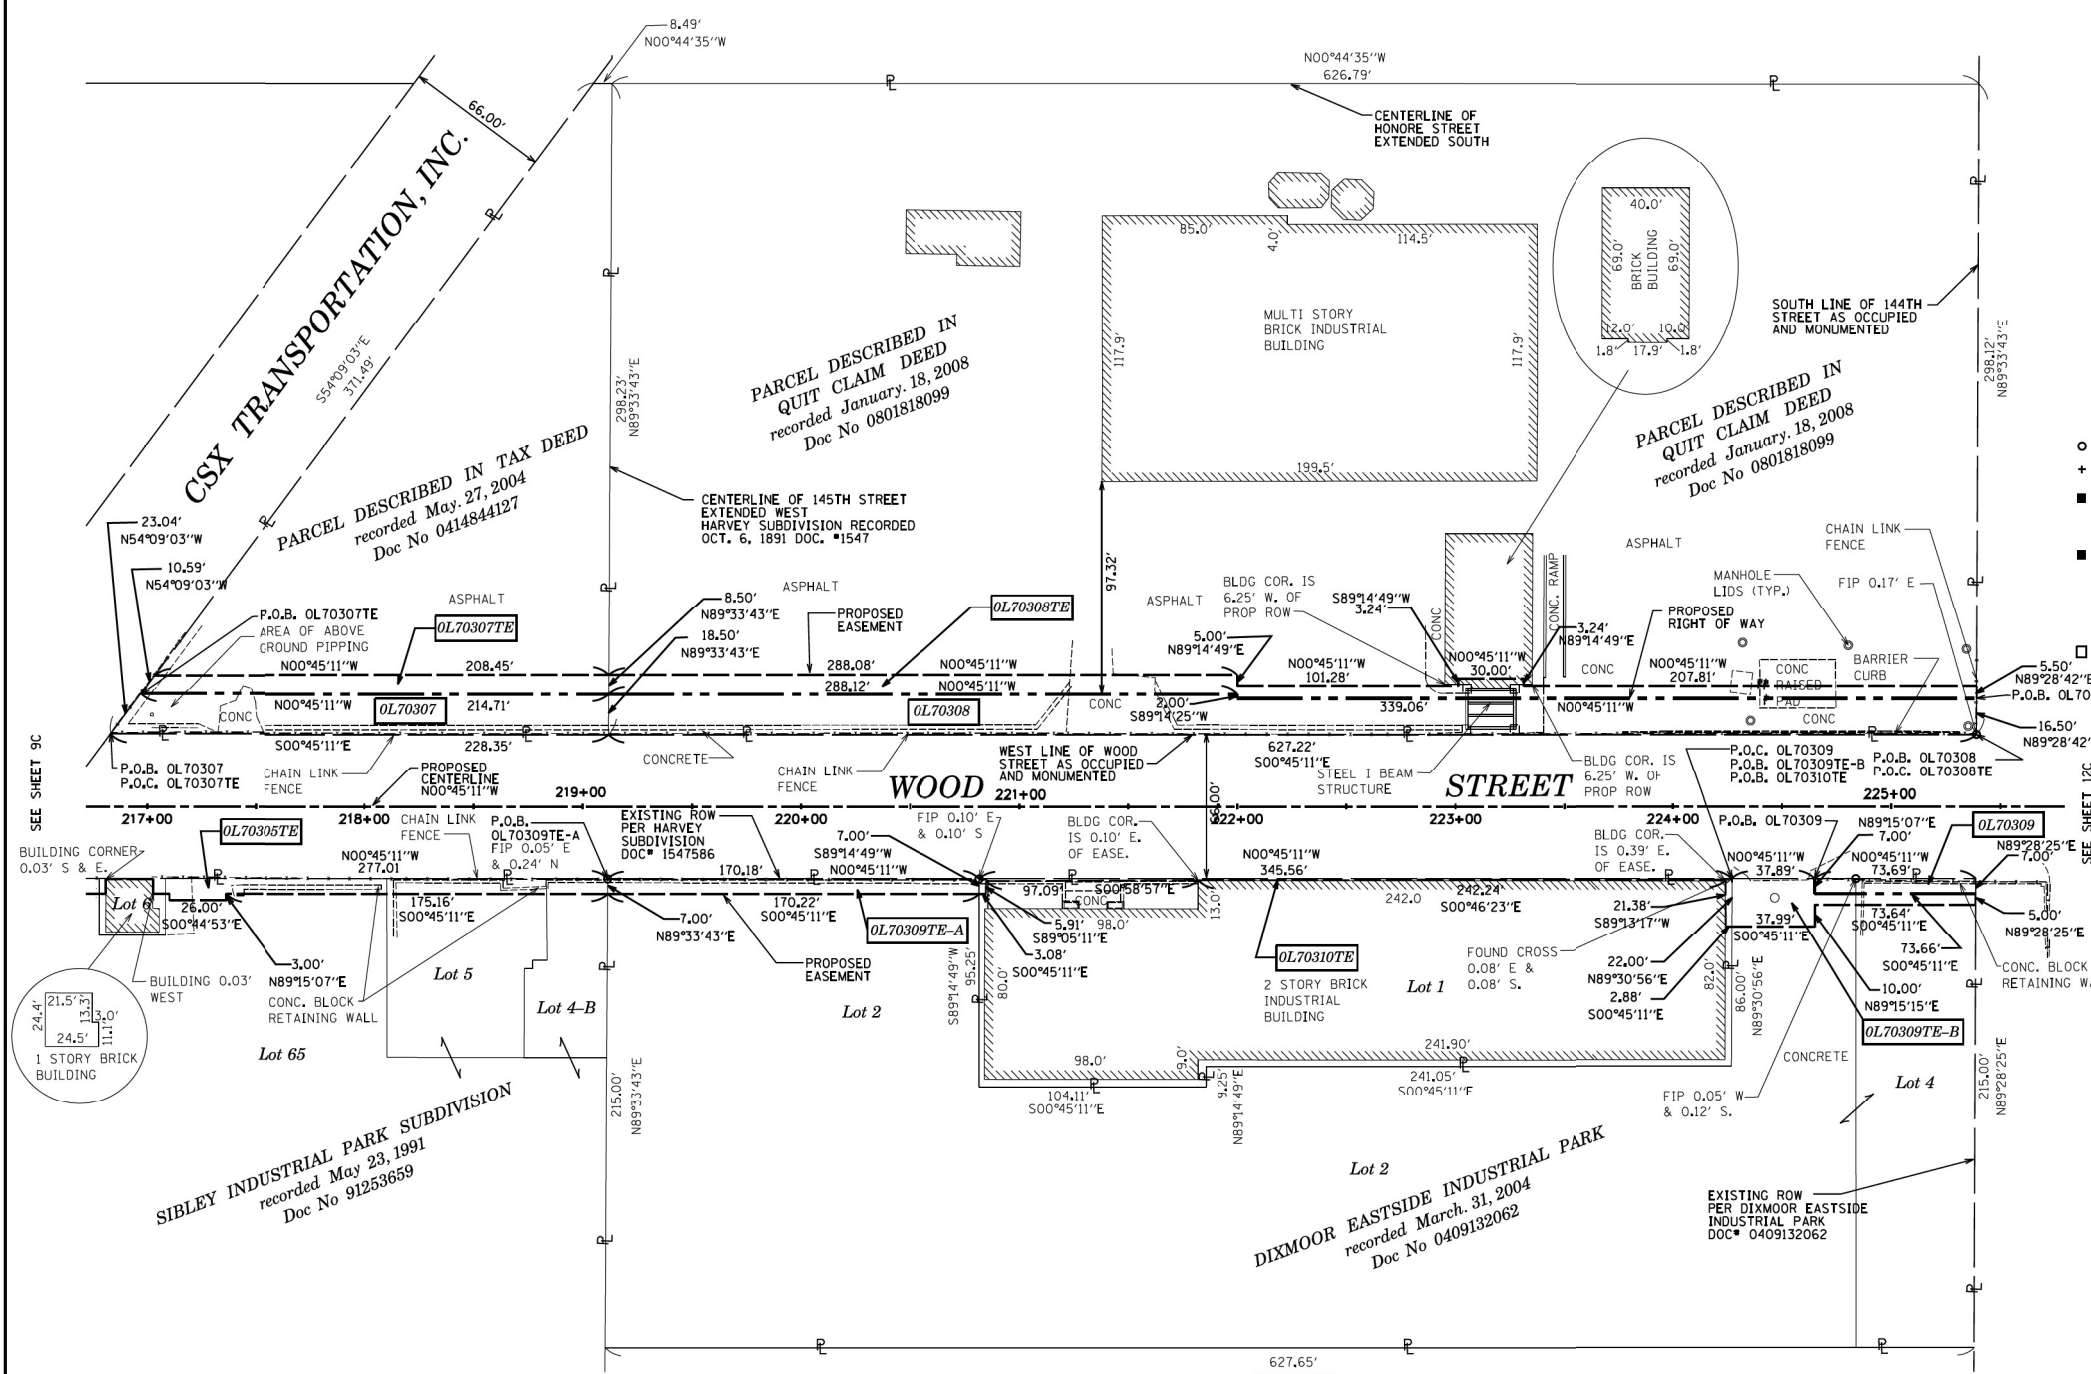 8.49'
N00°44'35"W
N00°44'35"W
626.79'
66.00'
CENTERLINE OF
HONORE STREET
EXTENDED SOUTH
CSX TRANSPORTATION, INC.
S54°09'03"E
371.49'
85.0'
4.0'
114.5'
117.9'
117.9'
199.5'
MULTI STORY
BRICK INDUSTRIAL
BUILDING
40.0'
69.0'
BRICK
BUILDING
69.0'
12.0'
10.0'
1.8'
17.9'
1.8'
SOUTH LINE OF 144TH
STREET AS OCCUPIED
AND MONUMENTED
298.12'
N89°33'43"E
298.23'
N89°33'43"E
PARCEL DESCRIBED IN
QUIT CLAIM DEED
recorded January. 18, 2008
Doc No 0801818099
PARCEL DESCRIBED IN
QUIT CLAIM DEED
recorded January. 18, 2008
Doc No 0801818099
PARCEL DESCRIBED IN TAX DEED
recorded May. 27, 2004
Doc No 0414844127
CENTERLINE OF 145TH STREET
EXTENDED WEST
HARVEY SUBDIVISION RECORDED
OCT. 6, 1891 DOC. #1547
23.04'
N54°09'03"W
10.59'
N54°09'03"W
P.O.B. OL70307TE
AREA OF ABOVE
GROUND PIPPING
ASPHALT
0L70307TE
8.50'
N89°33'43"E
18.50'
N89°33'43"E
ASPHALT
PROPOSED
EASEMENT
0L70308TE
97.32'
ASPHALT
BLDG COR. IS
6.25' W. OF
PROP ROW
S89°14'49"W
3.24'
CONC
CONC. RAMP
3.24'
N89°14'49"E
ASPHALT
CHAIN LINK
FENCE
MANHOLE
LIDS (TYP.)
FIP 0.17' E
PROPOSED
RIGHT OF WAY
5.00'
N89°14'49"E
N00°45'11"W
208.45'
288.08'
N00°45'11"W
N00°45'11"W
101.28'
N00°45'11"W
30.00'
CONC
N00°45'11"W
207.81'
CONC
RAISED
PAD
BARRIER
CURB
CONC
5.50'
N89°28'42"E
P.O.B. OL70
16.50'
N89°28'42"
CONC
N00°45'11"W
214.71'
0L70307
288.12'
N00°45'11"W
0L70308
CONC
2.00'
S89°14'25"W
339.06'
N00°45'11"W
S00°45'11"E
228.35'
CONCRETE
WEST LINE OF WOOD
STREET AS OCCUPIED
AND MONUMENTED
627.22'
S00°45'11"E
STEEL I BEAM
STRUCTURE
BLDG COR. IS
6.25' W. OF
PROP ROW
P.O.C. OL70309
P.O.B. OL70309TE-B
P.O.B. OL70310TE
P.O.B. OL70308
P.O.C. OL70308TE
SEE SHEET 9C
SEE SHEET 12C
P.O.B. OL70307
P.O.C. OL70307TE
CHAIN LINK
FENCE
PROPOSED
CENTERLINE
N00°45'11"W
CHAIN LINK
FENCE
WOOD STREET
66.00'
217+00
218+00
219+00
220+00
221+00
222+00
223+00
224+00
225+00
0L70305TE
BUILDING CORNER
0.03' S & E.
CHAIN LINK
FENCE
P.O.B.
OL70309TE-A
FIP 0.05' E
& 0.24' N
EXISTING ROW
PER HARVEY
SUBDIVISION
DOC# 1547586
7.00'
S89°14'49"W
FIP 0.10' E
& 0.10' S
BLDG COR.
IS 0.10' E.
OF EASE.
BLDG COR.
IS 0.39' E.
OF EASE.
P.O.B. OL70309
N89°15'07"E
7.00'
0L70309
N89°28'25"E
7.00'
N00°45'11"W
277.01
170.18'
N00°45'11"W
N00°45'11"W
345.56'
N00°45'11"W
37.89'
N00°45'11"W
73.69'
Lot 6
26.00'
S00°44'53"E
175.16'
S00°45'11"E
7.00'
N89°33'43"E
170.22'
S00°45'11"E
0L70309TE-A
97.09'
S00°58'57"E
CONC
98.0'
5.91'
S89°05'11"E
3.08'
S00°45'11"E
13.0'
242.0
242.24'
S00°46'23"E
21.38'
S89°13'17"W
37.99'
S00°45'11"E
73.64'
S00°45'11"E
5.00'
N89°28'25"E
73.66'
S00°45'11"E
CONC. BLOCK
RETAINING WA
3.00'
N89°15'07"E
BUILDING 0.03'
WEST
CONC. BLOCK
RETAINING WALL
Lot 5
Lot 4-B
PROPOSED
EASEMENT
Lot 2
S89°14'49"W
95.25'
80.0'
0L70310TE
2 STORY BRICK
INDUSTRIAL
BUILDING
Lot 1
FOUND CROSS
0.08' E &
0.08' S.
22.00'
N89°30'56"E
2.88'
S00°45'11"E
82.0'
86.00'
N89°30'56"E
10.00'
N89°15'15"E
0L70309TE-B
21.5'
13.3'
3.0'
24.4'
24.5'
11.1'
1 STORY BRICK
BUILDING
Lot 65
98.0'
9.0'
241.90'
241.05'
S00°45'11"E
104.11'
S00°45'11"E
9.25'
N89°14'49"E
CONCRETE
Lot 4
FIP 0.05' W
& 0.12' S.
215.00'
N89°33'43"E
215.00'
N89°28'25"E
SIBLEY INDUSTRIAL PARK SUBDIVISION
recorded May 23, 1991
Doc No 91253659
Lot 2
DIXMOOR EASTSIDE INDUSTRIAL PARK
recorded March. 31, 2004
Doc No 0409132062
EXISTING ROW
PER DIXMOOR EASTSIDE
INDUSTRIAL PARK
DOC# 0409132062
627.65'